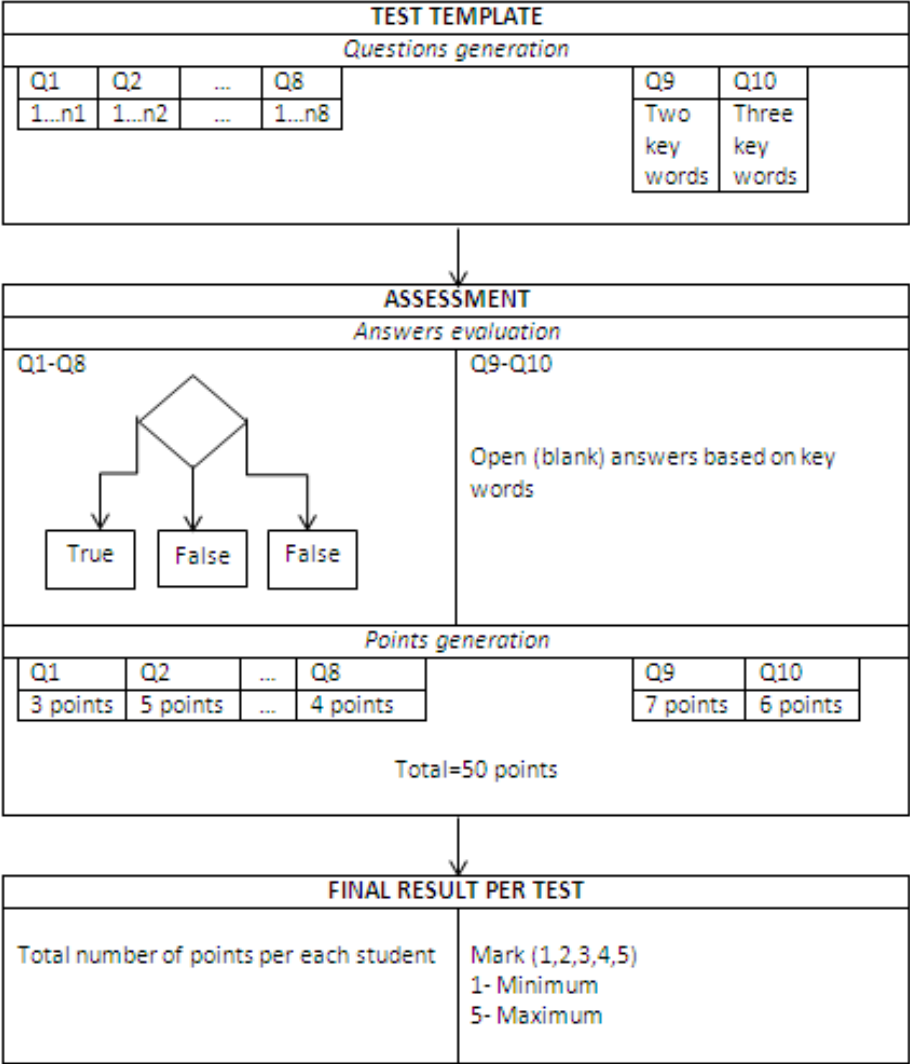 TEST TEMPLATE
Questions generation
Q1 Q2 ... Q8 Q9 Q10
1...n1 1...n2 ... 1...n8 Two Three
key key
words words
ASSESSMENT
Answers evaluation
Q1-Q8 Q9-Q10
Open (blank) answers based on key
words
True False False
Points generation
Q1 Q2 ... Q8 Q9 Q10
3 points 5 points ... 4 points 7 points 6 points
Total=50 points
FINAL RESULT PER TEST
Total number of points per each student Mark (1,2,3,4,5)
1- Minimum
5- Maximum